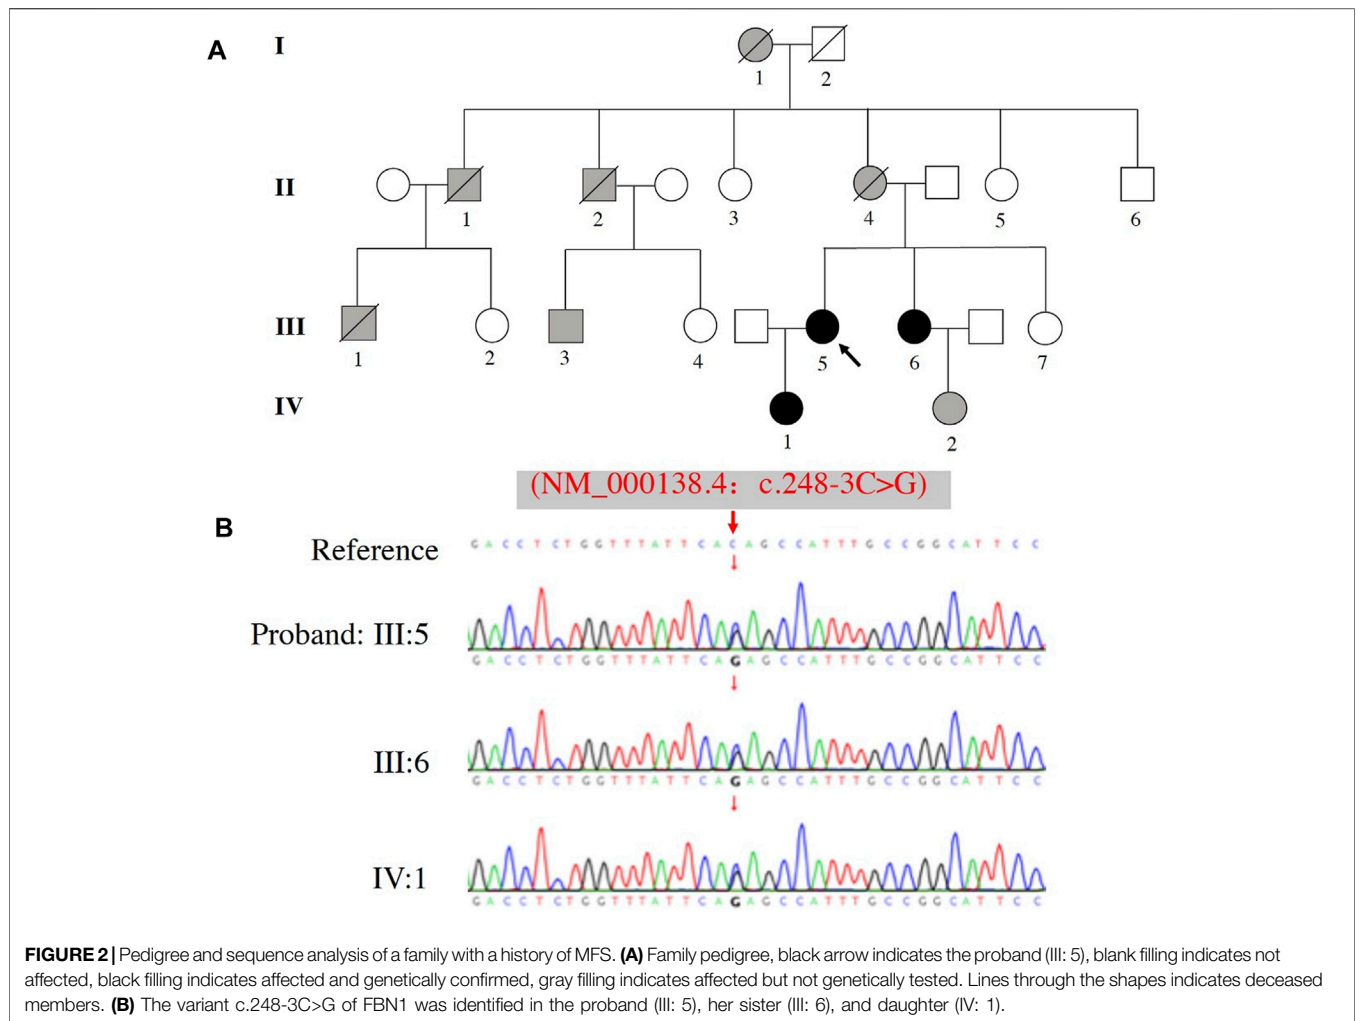 A
I
1 2
II
1 2 3 4 5 6
III
1 2 3 4 5 6 7
IV
1 2
(NM_000138.4: c.248-3C>G)
B
Reference G A C C T C T G G T T T A T T C A C A G C C A T T T G C C G G C A T T C C
Proband: III:5
G A C C T C T G G T T T A T T C A G A G C C A T T T G C C G G C A T T C C
III:6
G A C C T C T G G T T T A T T C A G A G C C A T T T G C C G G C A T T C C
IV:1
G A C C T C T G G T T T A T T C A G A G C C A T T T G C C G G C A T T C C
FIGURE 2 | Pedigree and sequence analysis of a family with a history of MFS. (A) Family pedigree, black arrow indicates the proband (III: 5), blank filling indicates not
affected, black filling indicates affected and genetically confirmed, gray filling indicates affected but not genetically tested. Lines through the shapes indicates deceased
members. (B) The variant c.248-3C>G of FBN1 was identified in the proband (III: 5), her sister (III: 6), and daughter (IV: 1).